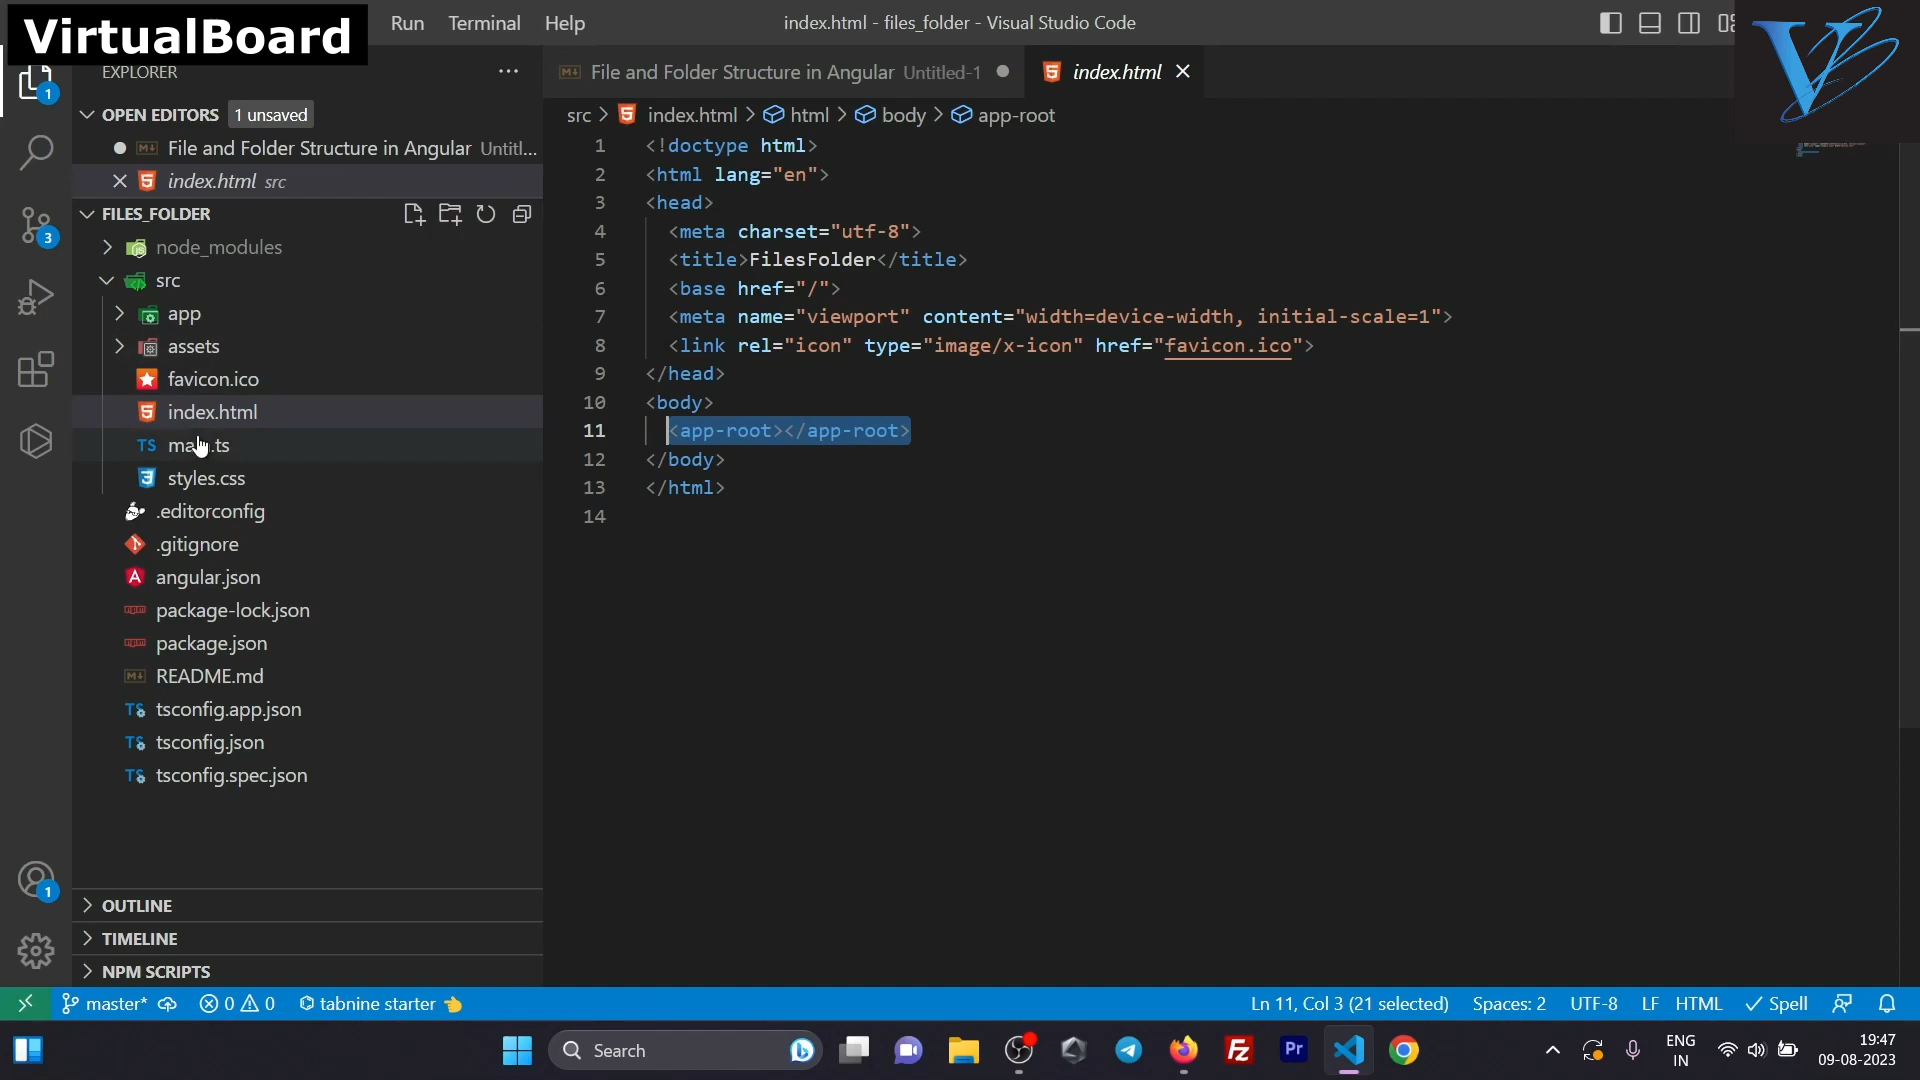 VirtualBoard
Run Terminal Help
index.html - files_folder - Visual Studio Code
EXPLORER
OPEN EDITORS 1 unsaved
File and Folder Structure in Angular Untitl...
index.html src
FILES_FOLDER
node_modules
src
app
assets
favicon.ico
index.html
TS
styles.css
.editorconfig
.gitignore
angular.json
package-lock.json
package.json
README.md
tsconfig.app.json
tsconfig.json
tsconfig.spec.json
OUTLINE
TIMELINE
NPM SCRIPTS
File and Folder Structure in Angular Untitled-1
index.html
src > index.html > html > body > app-root
1 <!doctype html>
2 <html lang="en">
3 <head>
4 <meta charset="utf-8">
5 <title>FilesFolder</title>
6 <base href="/">
7 <meta name="viewport" content="width=device-width, initial-scale=1">
8 <link rel="icon" type="image/x-icon" href="favicon.ico">
9 </head>
10 <body>
11 <app-root></app-root>
12 </body>
13 </html>
14
1
3
1
master* 0 0 tabnine starter
Ln 11, Col 3 (21 selected) Spaces: 2 UTF-8 LF HTML Spell
Search
ENG
IN
19:47
09-08-2023